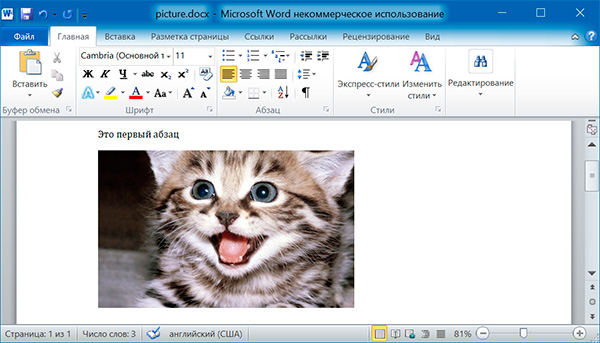 picture.docx - Microsoft Word некоммерческое использование
Файл Главная Вставка Разметка страницы Ссылки Рассылки Рецензирование Вид
Cambria (Основной т 11
Вставить Ж К Ч abc x₂ x² Экспресс-стили Изменить стили Редактирование
А А Аа А А
Буфер обмена Шрифт Абзац Стили
Это первый абзац
Страница: 1 из 1 Число слов: 3 английский (США) 81%